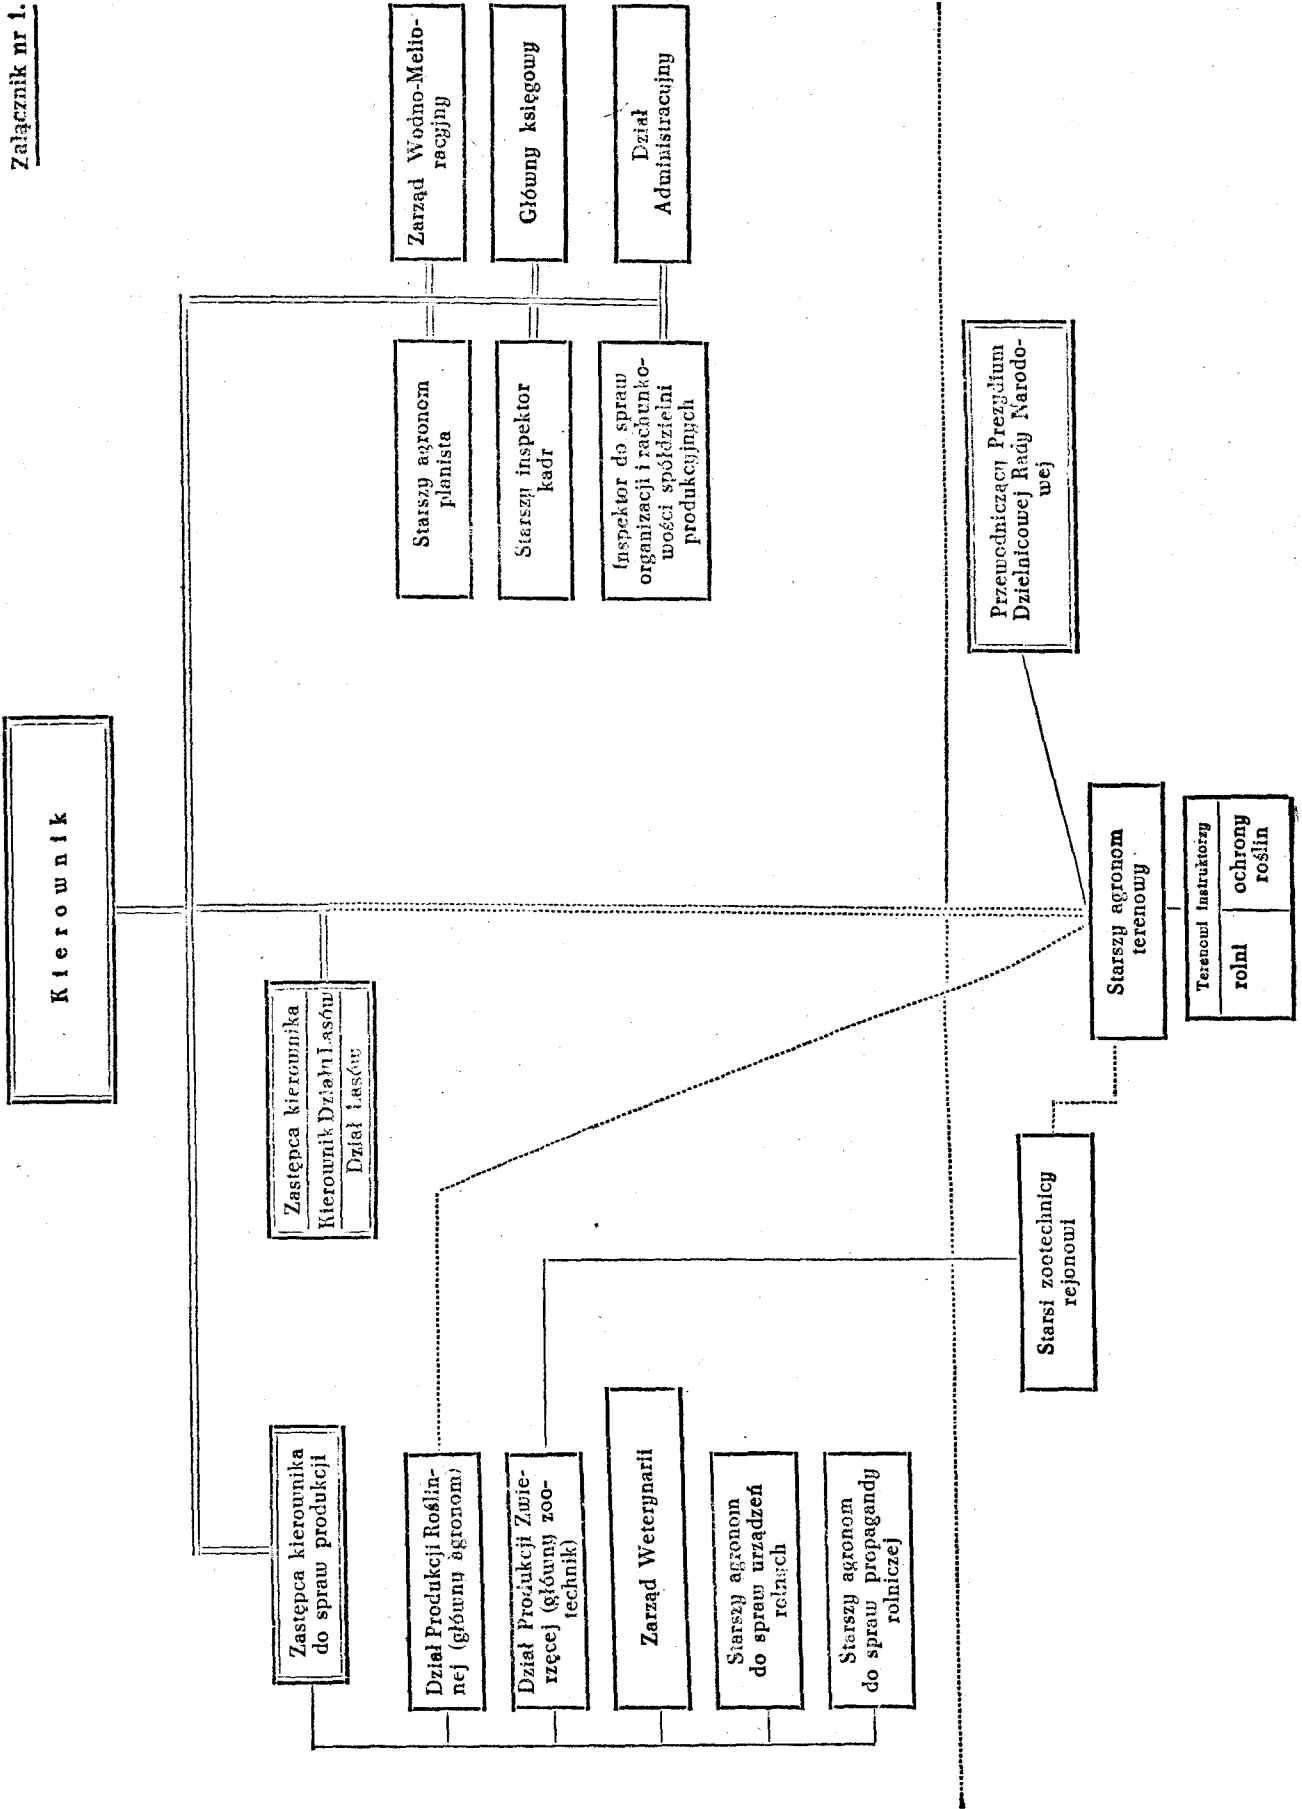 Załącznik nr 1.
Kierownik
Zastępca kierownika
do spraw produkcji
Zastępca kierownika
Kierownik Działu Lasów
Dział Lasów
Starszy agronom
planista
Zarząd Wodno-Melio-
racyjny
Starszy inspektor
kadr
Główny księgowy
Inspektor do spraw
organizacji i rachunko-
wości spółdzielni
produkcyjnych
Dział
Administracyjny
Dział Produkcji Roślin-
nej (główny agronom)
Dział Produkcji Zwie-
rzęcej (główny zoo-
technik)
Zarząd Weterynarii
Starszy agronom
do spraw urządzeń
rolnych
Starszy agronom
do spraw propagandy
rolniczej
Starsi zootechnicy
rejonowi
Starszy agronom
terenowy
Przewodniczący Prezydium
Dzielnicowej Rady Narodo-
wej
Terenowi instruktorzy
rolni
ochrony
roślin